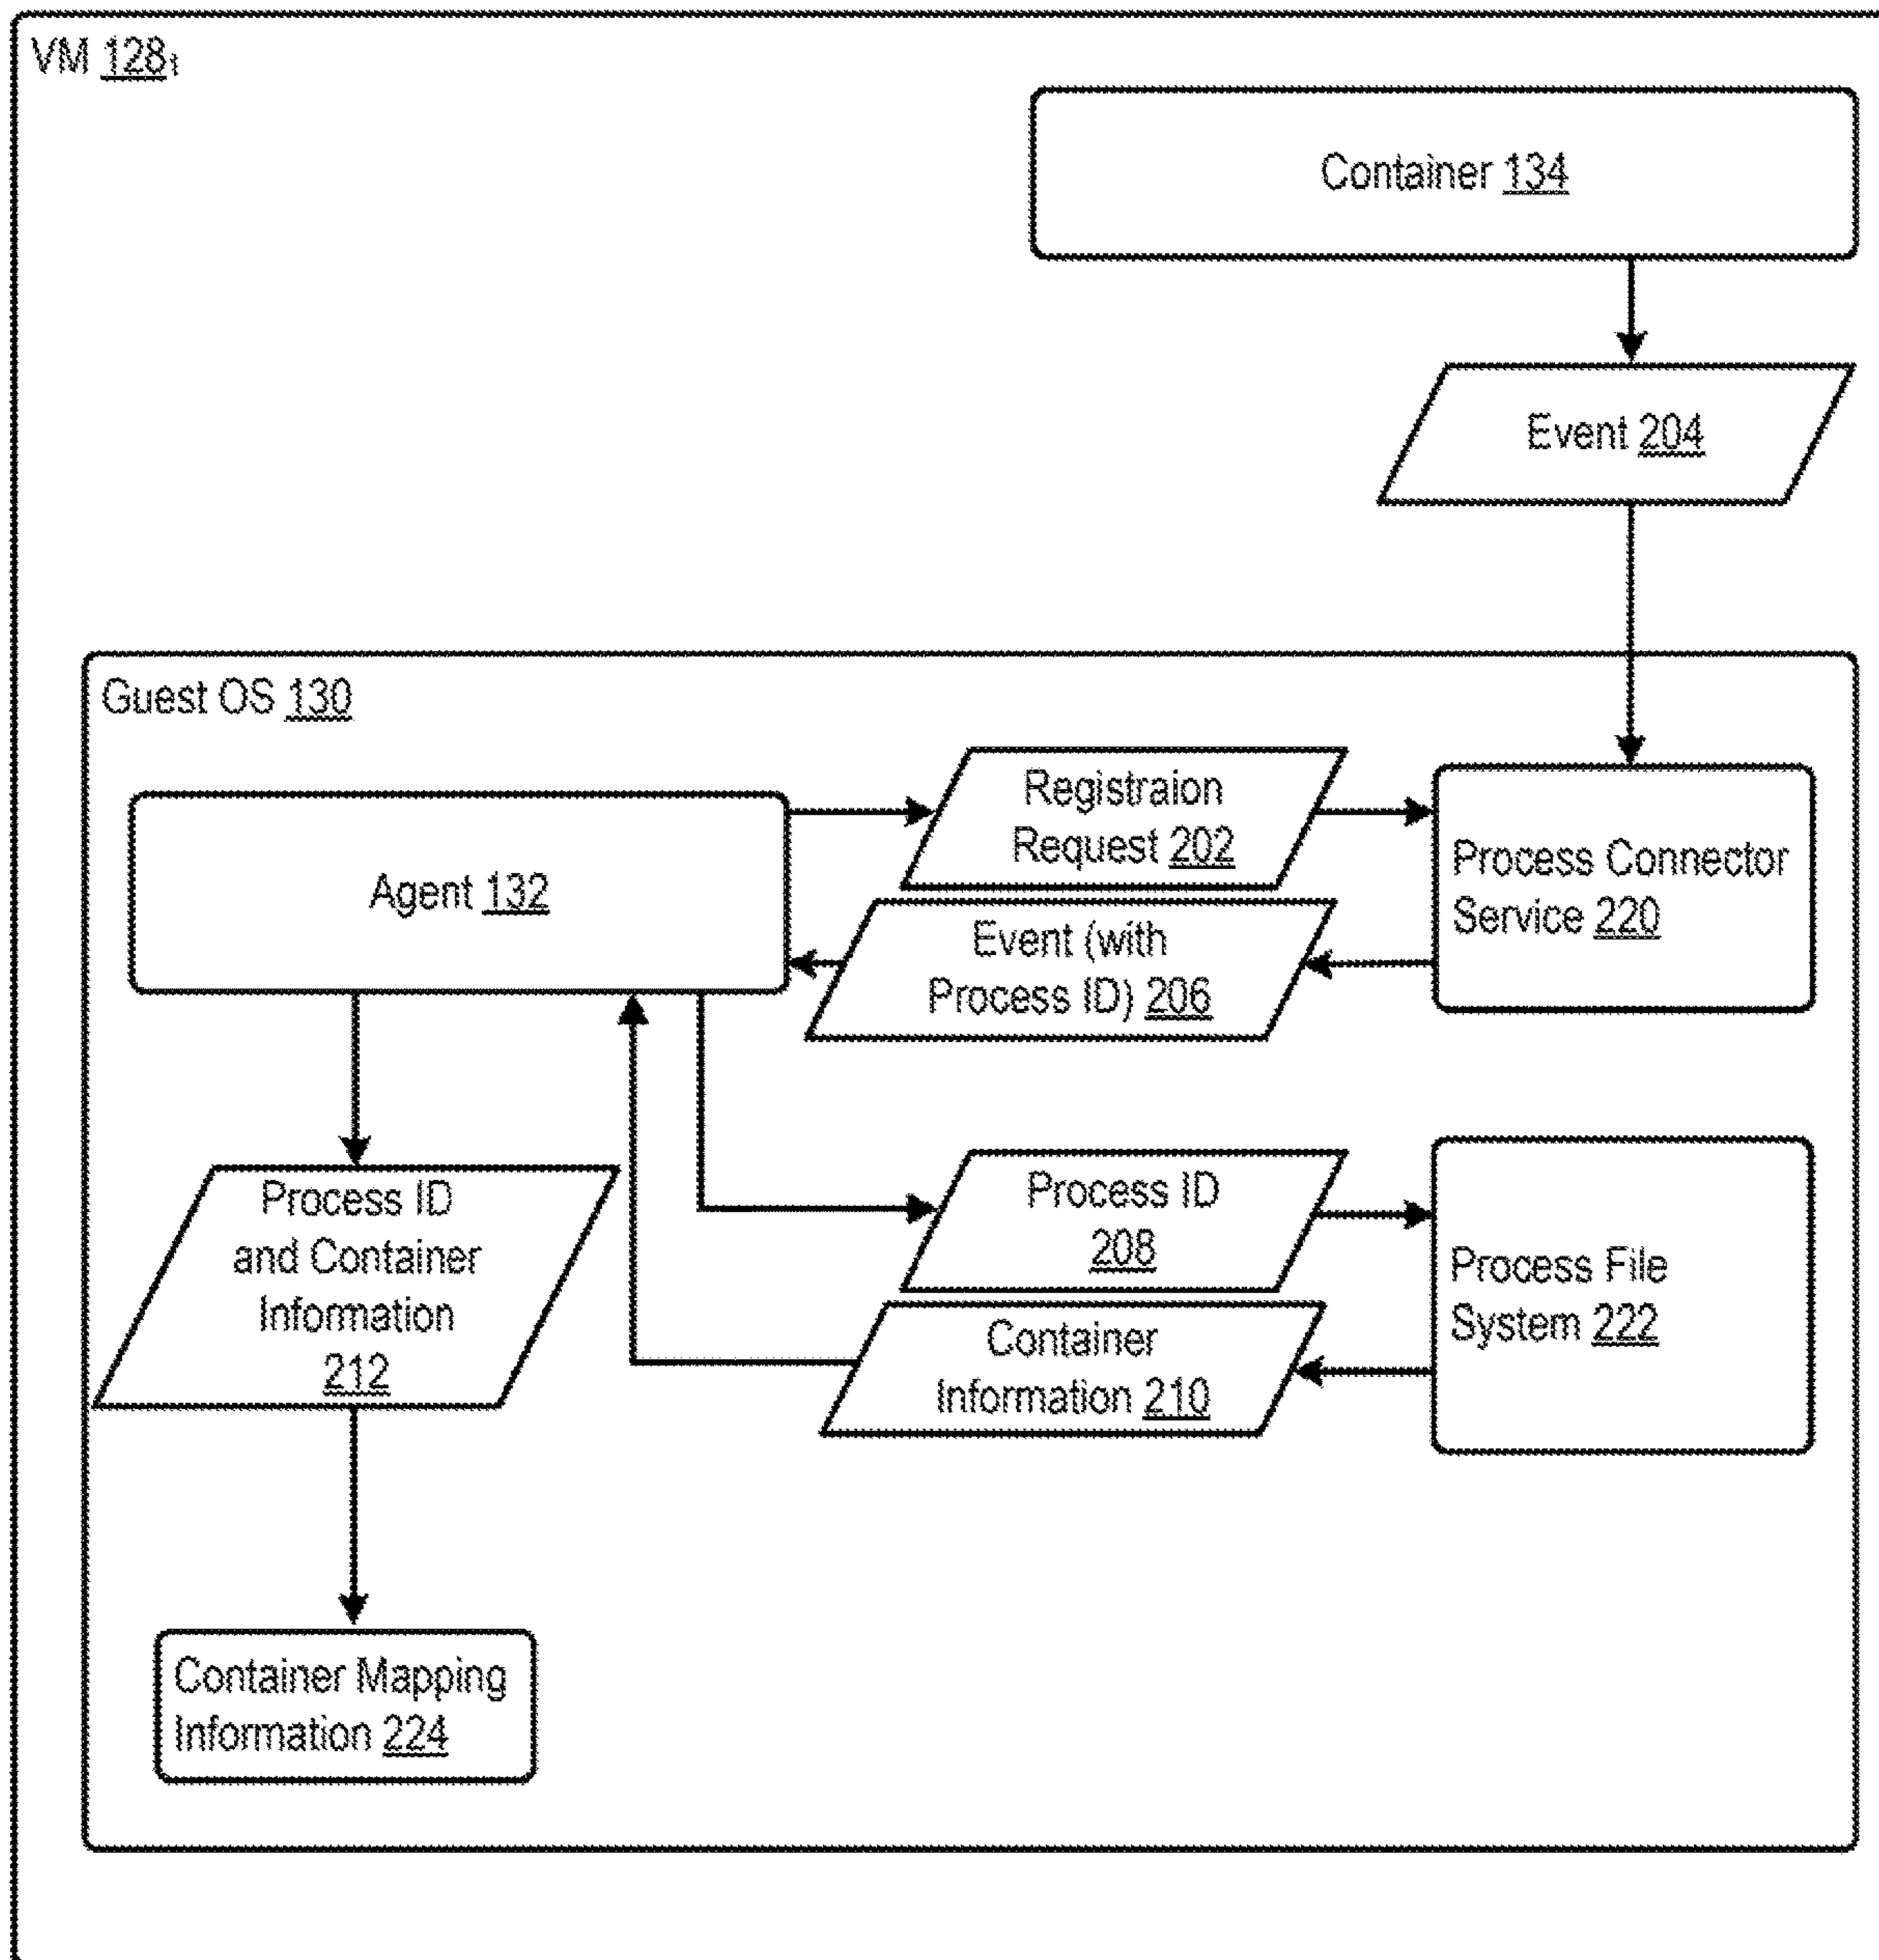 VM 128₁
Container 134
Event 204
Guest OS 130
Registraion
Request 202
Process Connector
Service 220
Agent 132
Event (with
Process ID) 206
Process ID
and Container
Information
212
Process ID
208
Process File
System 222
Container
Information 210
Container Mapping
Information 224